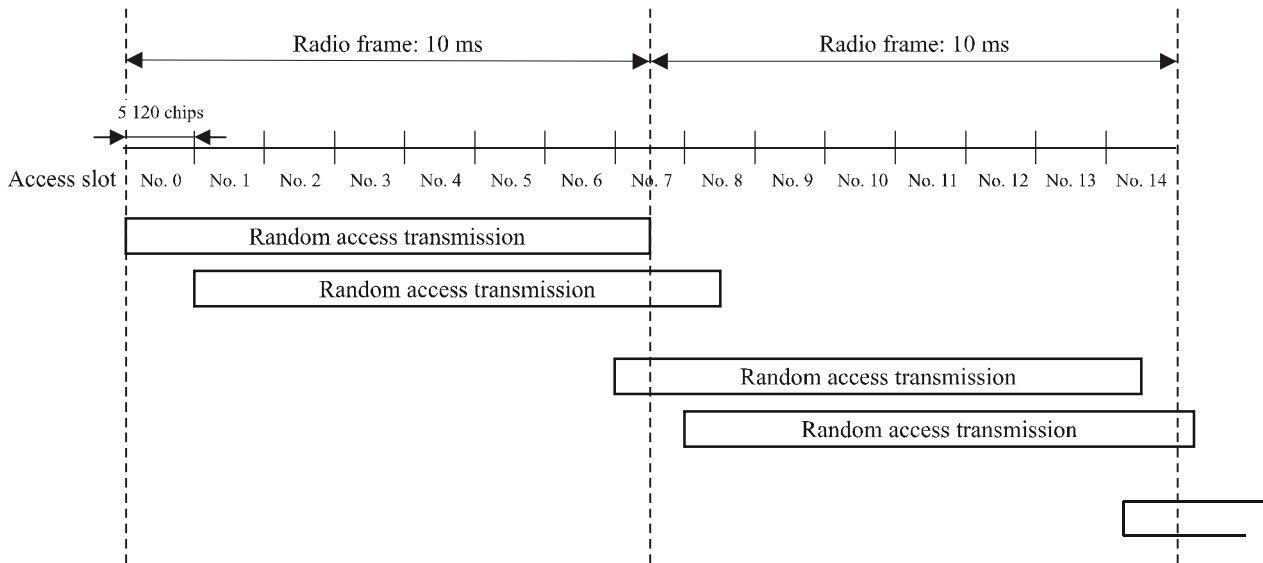 Radio frame: 10 ms Radio frame: 10 ms
5 120 chips
Access slot No. 0 No. 1 No. 2 No. 3 No. 4 No. 5 No. 6 No. 7 No. 8 No. 9 No. 10 No. 11 No. 12 No. 13 No. 14
Random access transmission
Random access transmission
Random access transmission
Random access transmission